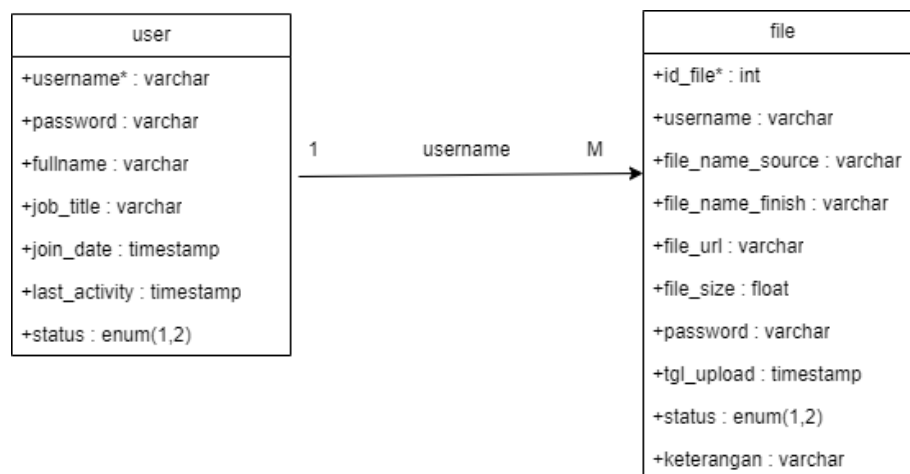 user
+username* : varchar
+password : varchar
+fullname : varchar
+job_title : varchar
+join_date : timestamp
+last_activity : timestamp
+status : enum(1,2)
1 username M
file
+id_file* : int
+username : varchar
+file_name_source : varchar
+file_name_finish : varchar
+file_url : varchar
+file_size : float
+password : varchar
+tgl_upload : timestamp
+status : enum(1,2)
+keterangan : varchar